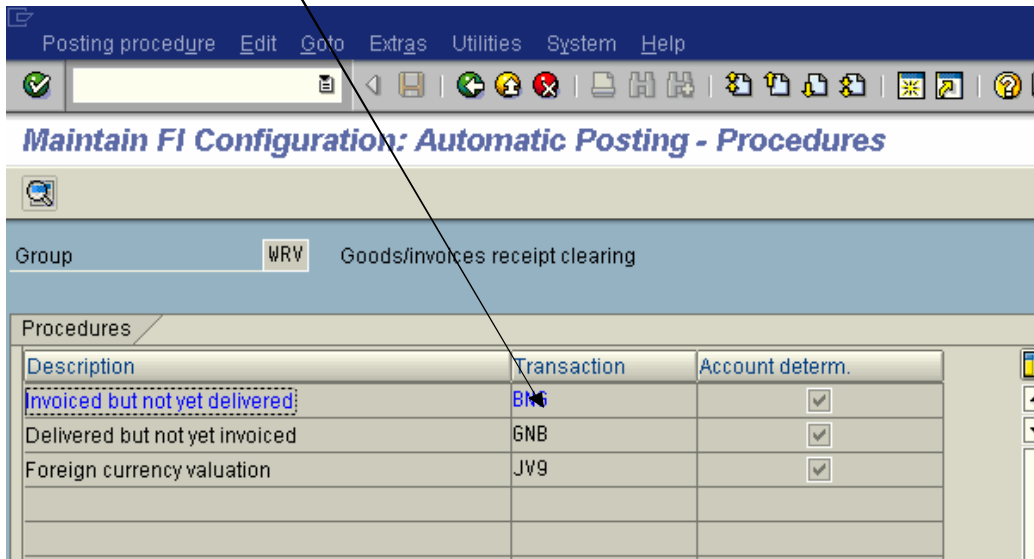 Posting procedure Edit Goto Extras Utilities System Help
Maintain FI Configuration: Automatic Posting - Procedures
Group WRV Goods/invoices receipt clearing
Procedures
Description Transaction Account determ.
Invoiced but not yet delivered BNG
Delivered but not yet invoiced GNB
Foreign currency valuation JV9